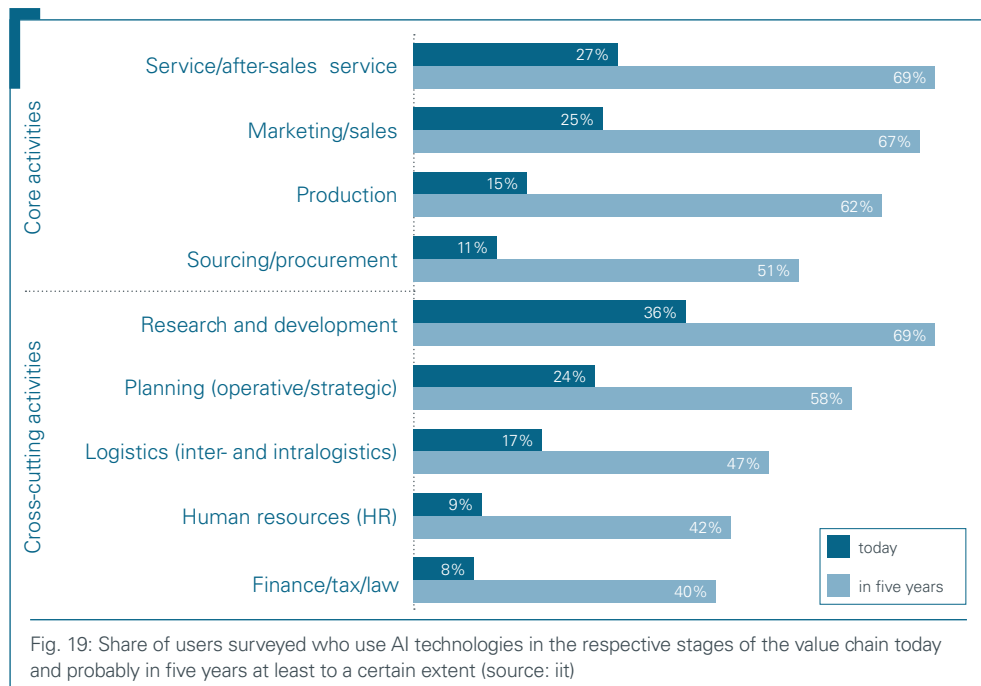 Core activities
Service/after-sales service
27%
69%
Marketing/sales
25%
67%
Production
15%
62%
Sourcing/procurement
11%
51%
Cross-cutting activities
Research and development
36%
69%
Planning (operative/strategic)
24%
58%
Logistics (inter- and intralogistics)
17%
47%
Human resources (HR)
9%
42%
Finance/tax/law
8%
40%
today
in five years
Fig. 19: Share of users surveyed who use AI technologies in the respective stages of the value chain today
and probably in five years at least to a certain extent (source: iit)